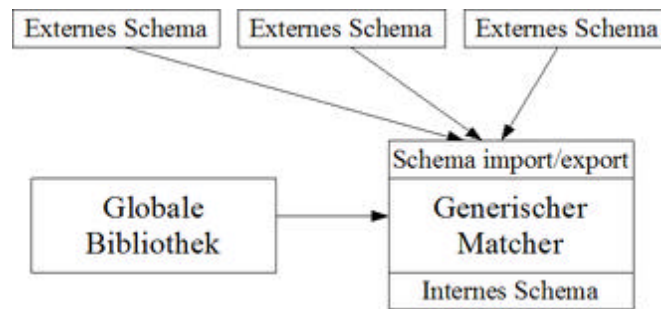 Externes Schema
Externes Schema
Externes Schema
Schema import/export
Globale
Bibliothek
Generischer
Matcher
Internes Schema